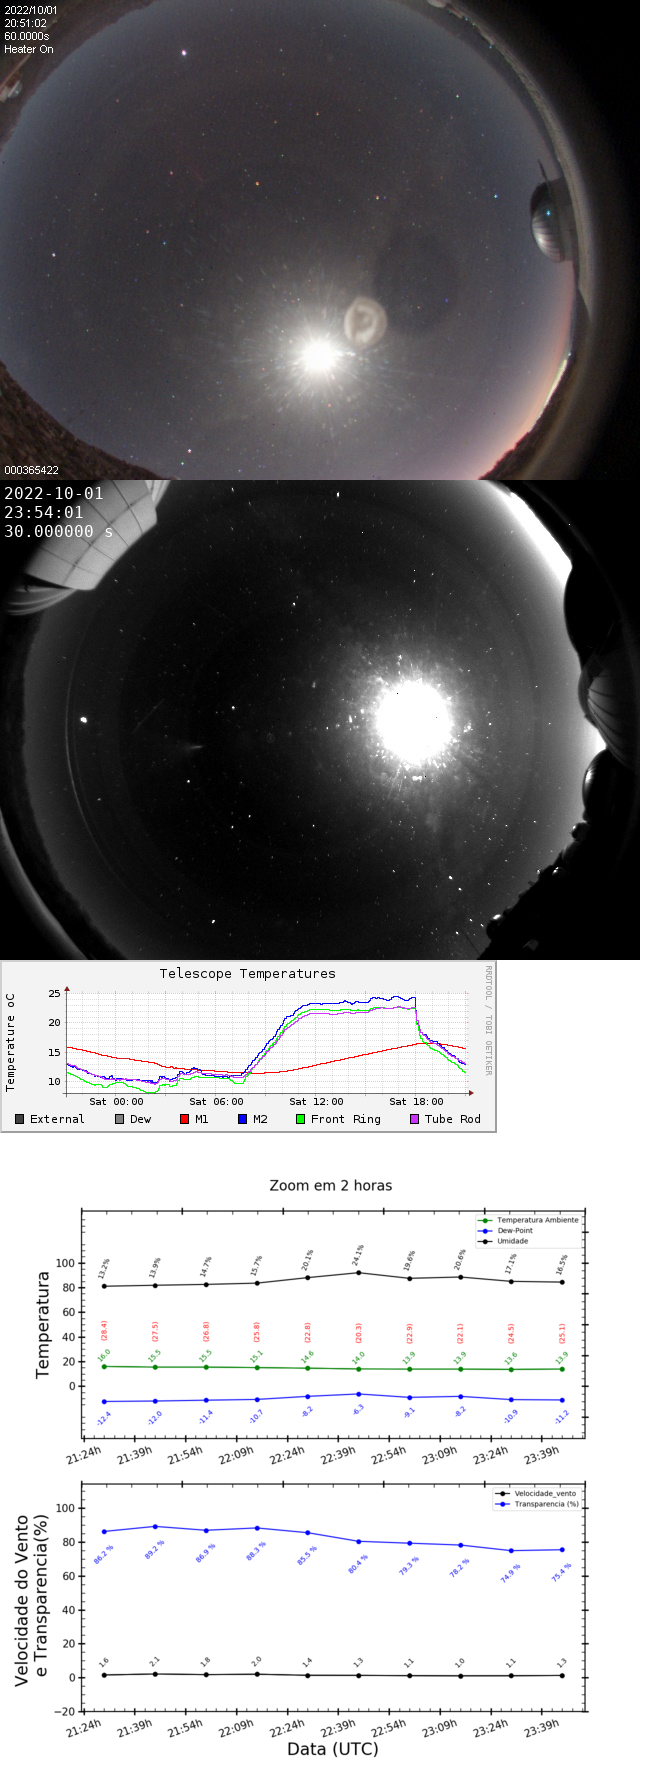 2022/10/01
20:51:02
60.0000s
Heater On
000365422
2022-10-01
23:54:01
30.000000 s
Telescope Temperatures
RRDTOOL / TOBI OETIKER
Temperature oC
25
20
15
10
Sat 00:00 Sat 06:00 Sat 12:00 Sat 18:00
External Dew M1 M2 Front Ring Tube Rod
Zoom em 2 horas
Temperatura Ambiente
Dew-Point
Umidade
Temperatura
100
80
60
40
20
0
13.2% 13.9% 14.7% 15.7% 20.1% 24.1% 19.6% 20.6% 17.1% 16.5%
(28.4) (27.5) (26.8) (25.8) (22.8) (20.3) (22.9) (22.1) (24.5) (25.1)
16.0 15.5 15.5 15.1 14.6 14.0 13.9 13.9 13.6 13.9
-12.4 -12.0 -11.4 -10.7 -8.2 -6.3 -9.1 -8.2 -10.9 -11.2
21:24h 21:39h 21:54h 22:09h 22:24h 22:39h 22:54h 23:09h 23:24h 23:39h
Velocidade_vento
Transparencia (%)
Velocidade do Vento
e Transparencia(%)
100
80
60
40
20
0
−20
86.2 % 89.2 % 86.9 % 88.3 % 85.5 % 80.4 % 79.3 % 78.2 % 74.9 % 75.4 %
1.6 2.1 1.8 2.0 1.4 1.3 1.1 1.0 1.1 1.3
21:24h 21:39h 21:54h 22:09h 22:24h 22:39h 22:54h 23:09h 23:24h 23:39h
Data (UTC)